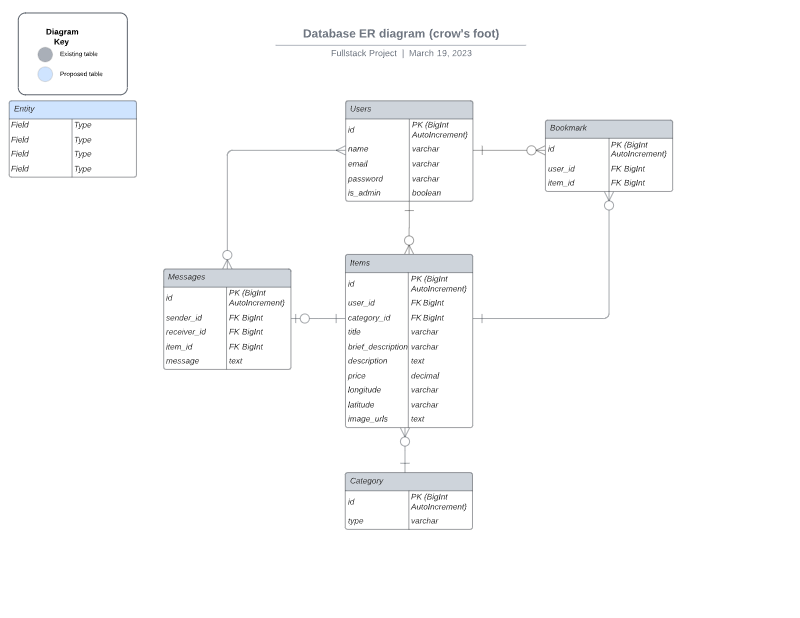 Database ER diagram (crow's foot)
Fullstack Project | March 19, 2023
Diagram
Key
Existing table
Proposed table
Entity
Field Type
Field Type
Field Type
Field Type
Users
id PK {BigInt
AutoIncrement}
name varchar
email varchar
password varchar
is_admin boolean
Bookmark
id PK {BigInt
AutoIncrement}
user_id FK BigInt
item_id FK BigInt
Messages
id PK {BigInt
AutoIncrement}
sender_id FK BigInt
receiver_id FK BigInt
item_id FK BigInt
message text
Items
id PK {BigInt
AutoIncrement}
user_id FK BigInt
category_id FK BigInt
title varchar
brief_description varchar
description text
price decimal
longitude varchar
latitude varchar
image_urls text
Category
id PK {BigInt
AutoIncrement}
type varchar